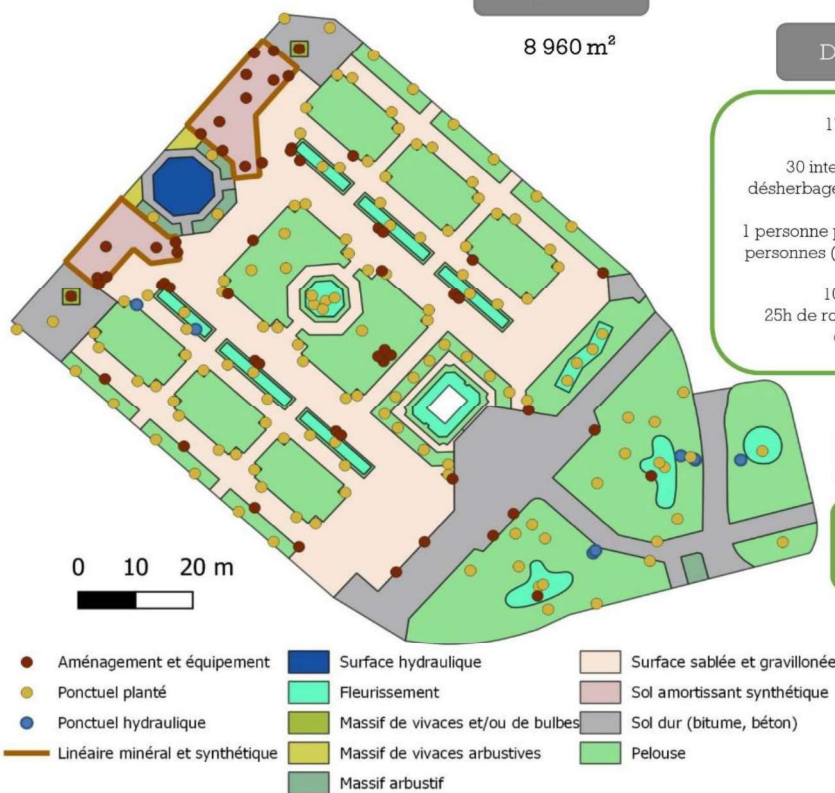 8 960 m²
D
1
30 inte
désherbage
1 personne p
personnes (
10
25h de ro
0 10 20 m
Aménagement et équipement
Ponctuel planté
Ponctuel hydraulique
Linéaire minéral et synthétique
Surface hydraulique
Fleurissement
Massif de vivaces et/ou de bulbes
Massif de vivaces arbustives
Massif arbustif
Surface sablée et gravillonée
Sol amortissant synthétique
Sol dur (bitume, béton)
Pelouse